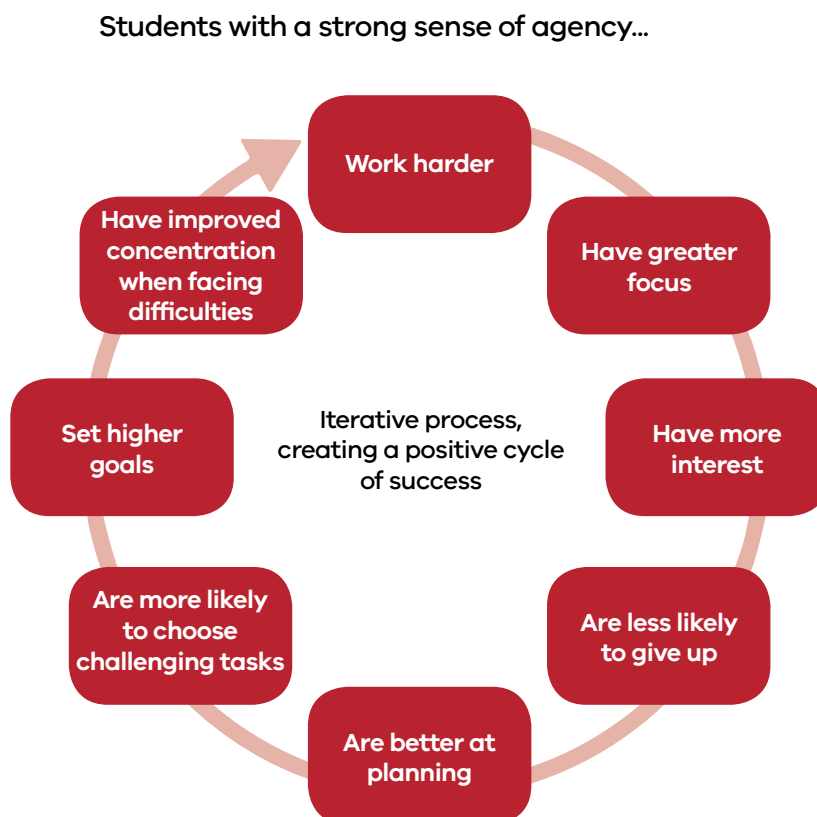 Students with a strong sense of agency...
Work harder
Have greater
focus
Have more
interest
Are less likely
to give up
Are better at
planning
Are more likely
to choose
challenging tasks
Set higher
goals
Have improved
concentration
when facing
difficulties
Iterative process,
creating a positive cycle
of success